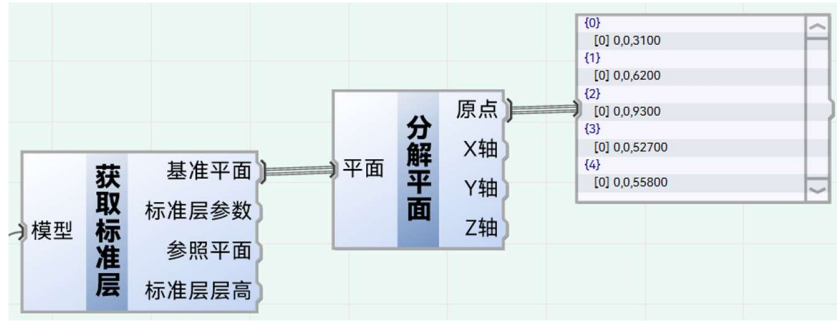 模型
获取标准层
基准平面
标准层参数
参照平面
标准层层高
平面
分解平面
原点
X轴
Y轴
Z轴
{0}
[0] 0,0,3100
{1}
[0] 0,0,6200
{2}
[0] 0,0,9300
{3}
[0] 0,0,52700
{4}
[0] 0,0,55800